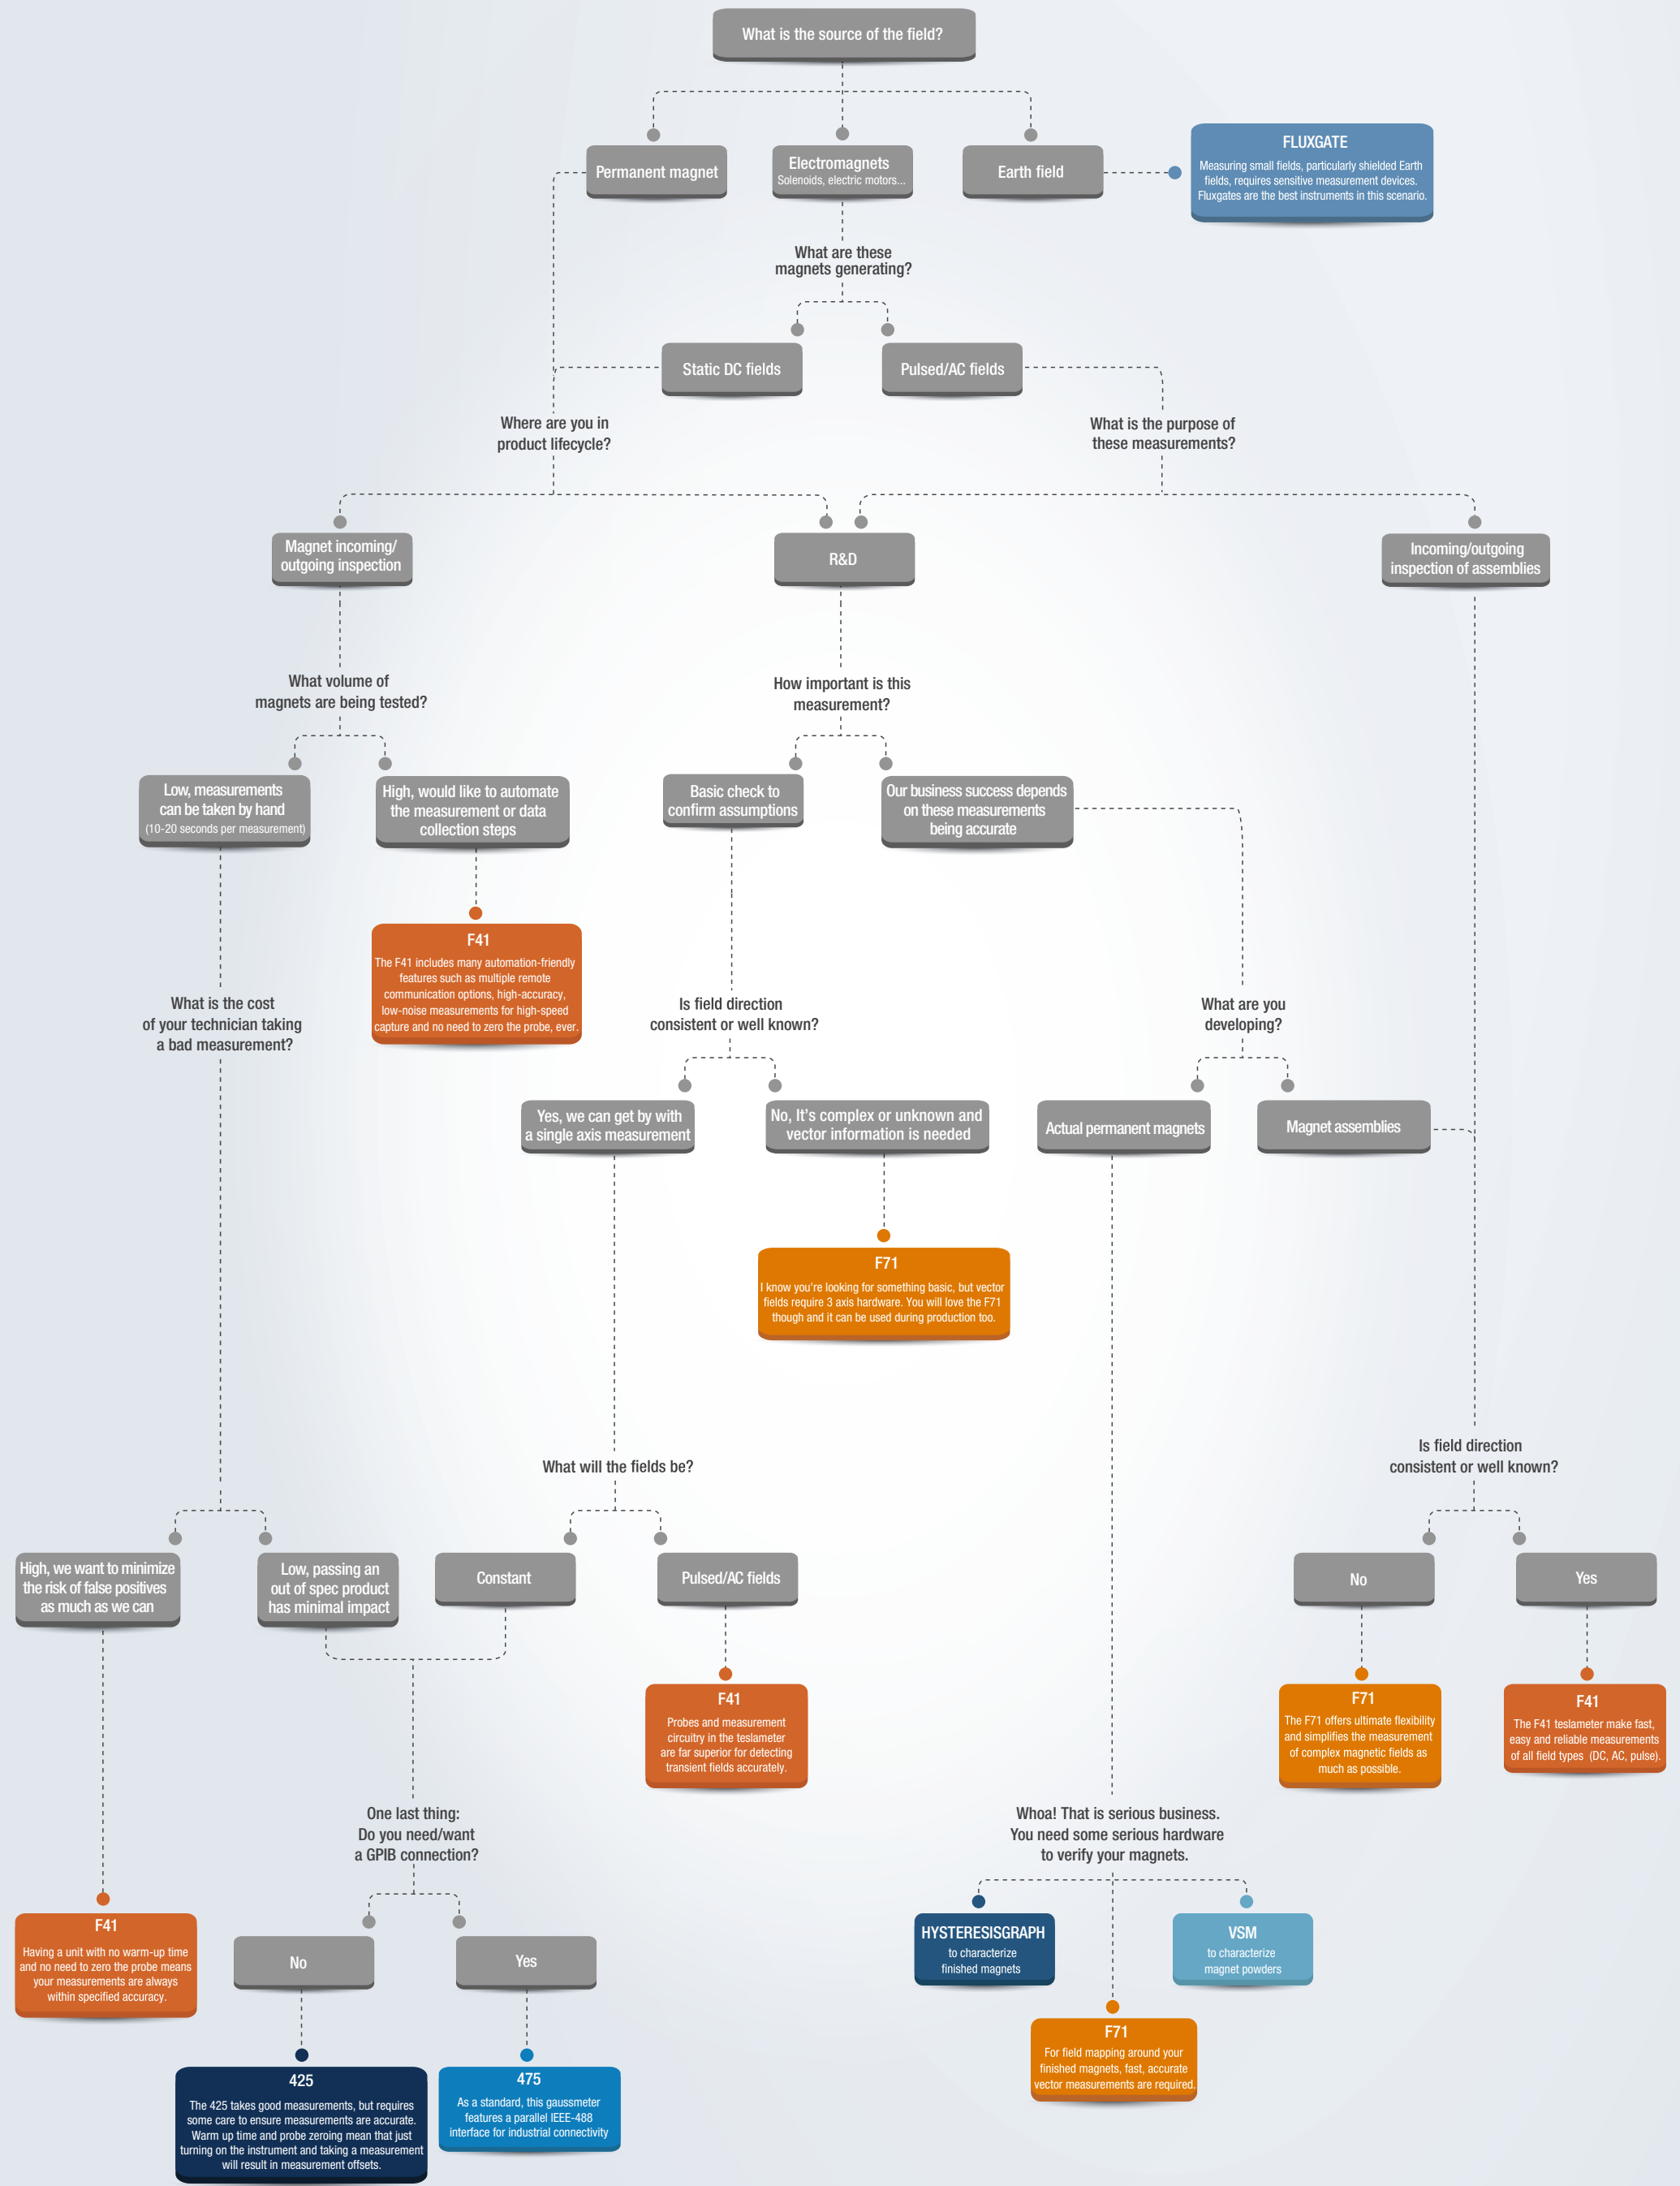 What is the source of the field?
Permanent magnet
Electromagnets
Solenoids, electric motors...
Earth field
FLUXGATE
Measuring small fields, particularly shielded Earth
fields, requires sensitive measurement devices.
Fluxgates are the best instruments in this scenario.
What are these
magnets generating?
Static DC fields
Pulsed/AC fields
Where are you in
product lifecycle?
What is the purpose of
these measurements?
Magnet incoming/
outgoing inspection
R&D
Incoming/outgoing
inspection of assemblies
What volume of
magnets are being tested?
How important is this
measurement?
Low, measurements
can be taken by hand
(10-20 seconds per measurement)
High, would like to automate
the measurement or data
collection steps
Basic check to
confirm assumptions
Our business success depends
on these measurements
being accurate
F41
The F41 includes many automation-friendly
features such as multiple remote
communication options, high-accuracy,
low-noise measurements for high-speed
capture and no need to zero the probe, ever.
What is the cost
of your technician taking
a bad measurement?
Is field direction
consistent or well known?
What are you
developing?
Yes, we can get by with
a single axis measurement
No, It's complex or unknown and
vector information is needed
Actual permanent magnets
Magnet assemblies
F71
I know you're looking for something basic, but vector
fields require 3 axis hardware. You will love the F71
though and it can be used during production too.
What will the fields be?
Is field direction
consistent or well known?
High, we want to minimize
the risk of false positives
as much as we can
Low, passing an
out of spec product
has minimal impact
Constant
Pulsed/AC fields
No
Yes
F41
Probes and measurement
circuitry in the teslameter
are far superior for detecting
transient fields accurately.
F71
The F71 offers ultimate flexibility
and simplifies the measurement
of complex magnetic fields as
much as possible.
F41
The F41 teslameter make fast,
easy and reliable measurements
of all field types (DC, AC, pulse).
One last thing:
Do you need/want
a GPIB connection?
Whoa! That is serious business.
You need some serious hardware
to verify your magnets.
F41
Having a unit with no warm-up time
and no need to zero the probe means
your measurements are always
within specified accuracy.
No
Yes
HYSTERESISGRAPH
to characterize
finished magnets
VSM
to characterize
magnet powders
F71
For field mapping around your
finished magnets, fast, accurate
vector measurements are required.
425
The 425 takes good measurements, but requires
some care to ensure measurements are accurate.
Warm up time and probe zeroing mean that just
turning on the instrument and taking a measurement
will result in measurement offsets.
475
As a standard, this gaussmeter
features a parallel IEEE-488
interface for industrial connectivity